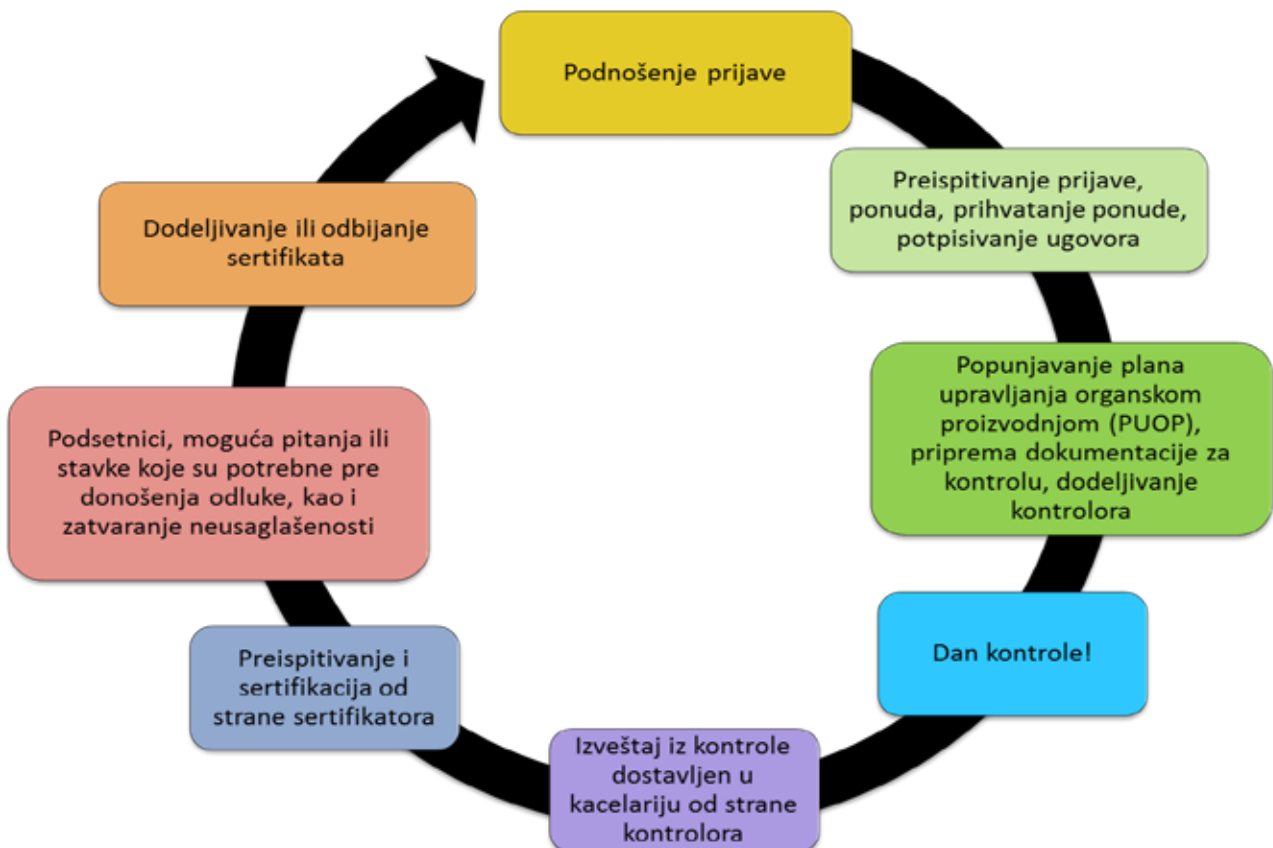 Podnošenje prijave
Preispitivanje prijave,
ponuda, prihvatanje ponude,
potpisivanje ugovora
Popunjavanje plana
upravljanja organskom
proizvodnjom (PUOP),
priprema dokumentacije za
kontrolu, dodeljivanje
kontrolora
Dan kontrole!
Izveštaj iz kontrole
dostavljen u
kacelariju od strane
kontrolora
Preispitivanje i
sertifikacija od
strane sertifikatora
Podsetnici, moguća pitanja ili
stavke koje su potrebne pre
donošenja odluke, kao i
zatvaranje neusaglašenosti
Dodeljivanje ili odbijanje
sertifikata